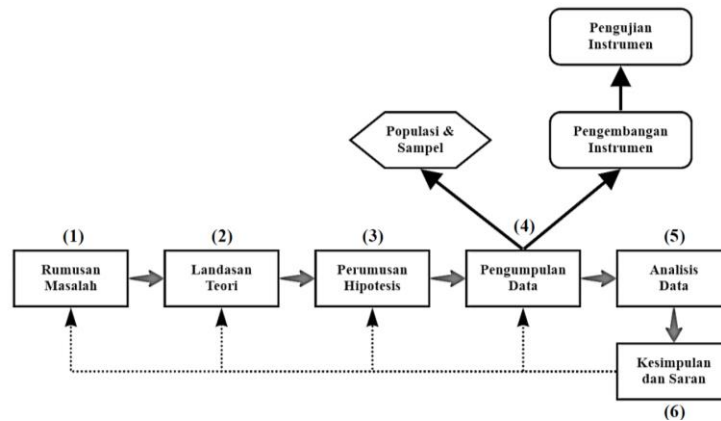 Pengujian
Instrumen
Populasi &
Sampel
Pengembangan
Instrumen
(1)
(2)
(3)
(4)
(5)
Rumusan
Masalah
Landasan
Teori
Perumusan
Hipotesis
Pengumpulan
Data
Analisis
Data
Kesimpulan
dan Saran
(6)